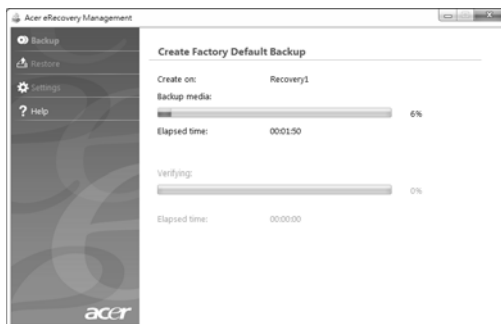 Acer eRecovery Management
Backup
Restore
Settings
Help
Create Factory Default Backup
Create on: Recovery1
Backup media:
6%
Elapsed time: 00:01:50
Verifying:
0%
Elapsed time: 00:00:00
acer